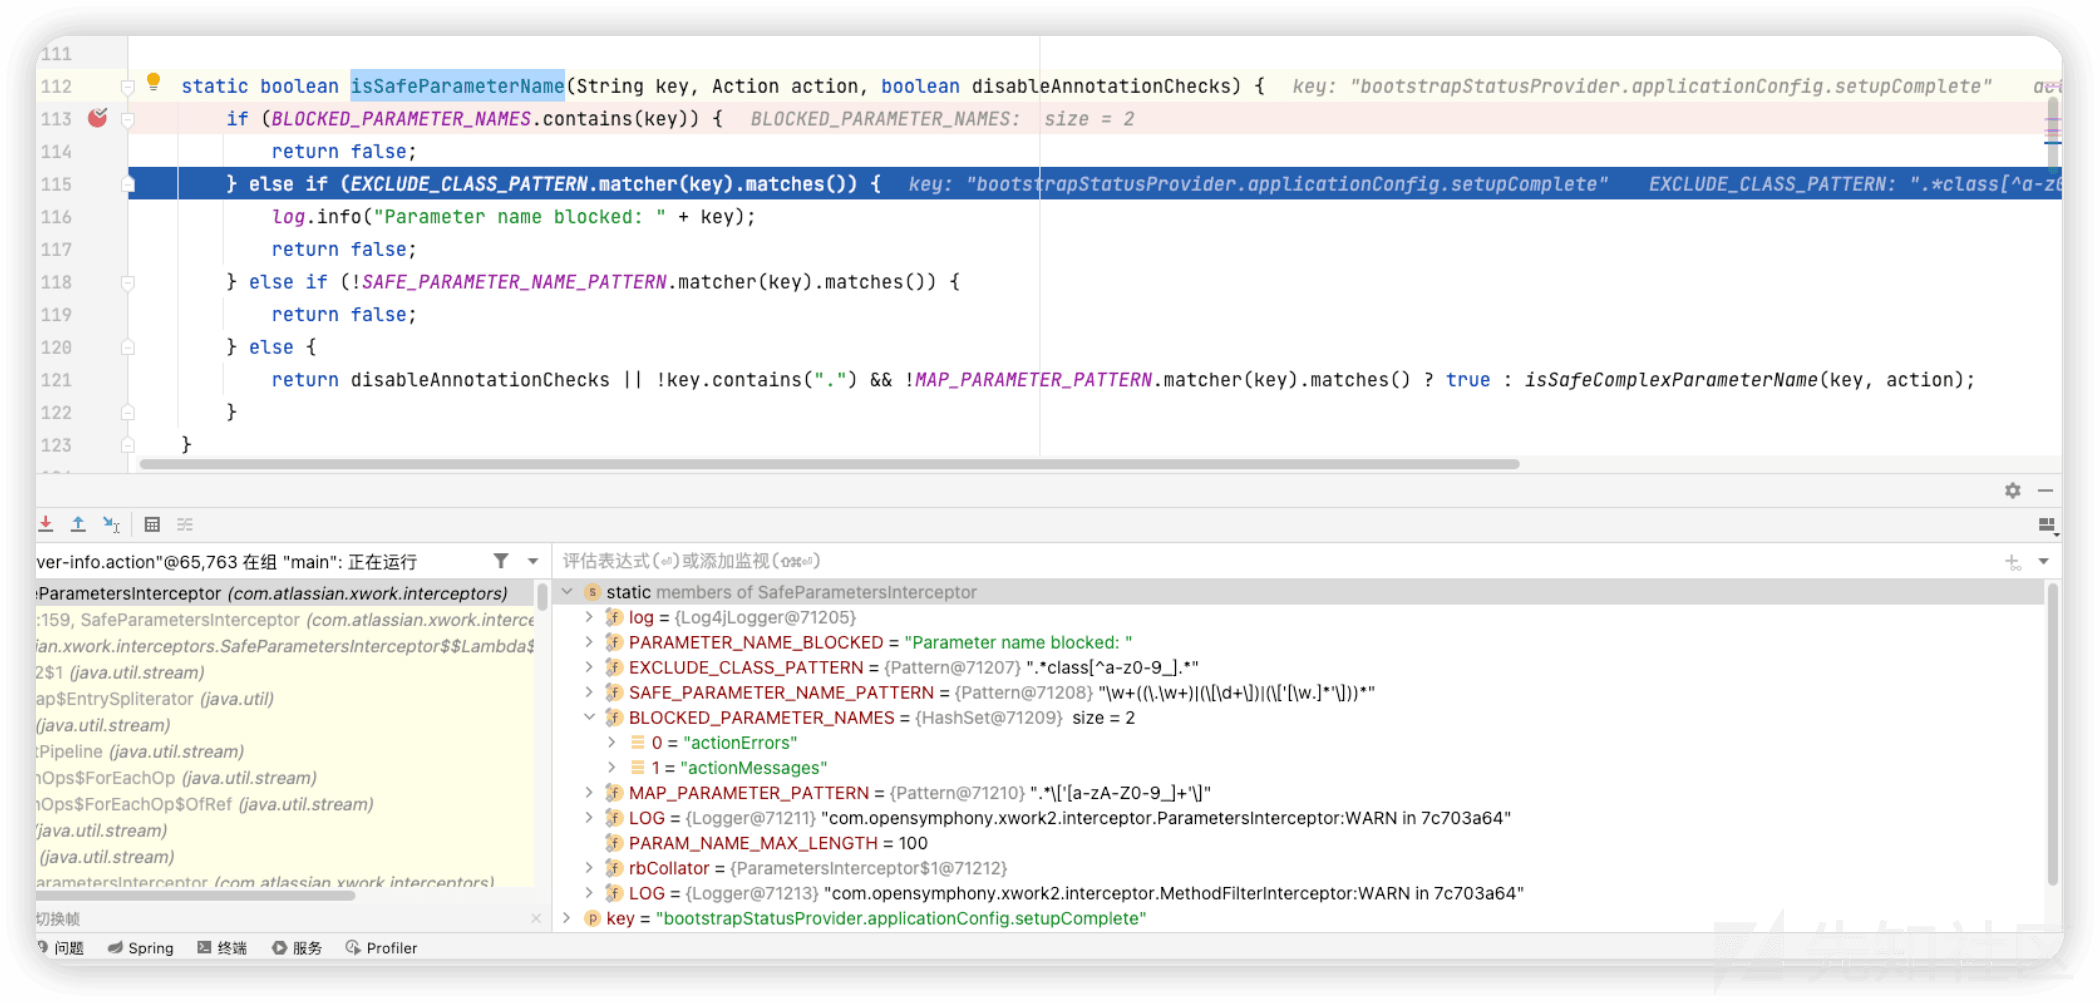 111
112 static boolean isSafeParameterName(String key, Action action, boolean disableAnnotationChecks) { key: "bootstrapStatusProvider.applicationConfig.setupComplete"
113 if (BLOCKED_PARAMETER_NAMES.contains(key)) { BLOCKED_PARAMETER_NAMES: size = 2
114 return false;
115 } else if (EXCLUDE_CLASS_PATTERN.matcher(key).matches()) { key: "bootstrapStatusProvider.applicationConfig.setupComplete" EXCLUDE_CLASS_PATTERN: ".*class[^a-z0
116 log.info("Parameter name blocked: " + key);
117 return false;
118 } else if (!SAFE_PARAMETER_NAME_PATTERN.matcher(key).matches()) {
119 return false;
120 } else {
121 return disableAnnotationChecks || !key.contains(".") && !MAP_PARAMETER_PATTERN.matcher(key).matches() ? true : isSafeComplexParameterName(key, action);
122 }
123 }
ver-info.action"@65,763 在组 "main": 正在运行
评估表达式(⏎)或添加监视(⇧⌘⏎)
eParametersInterceptor (com.atlassian.xwork.interceptors)
:159, SafeParametersInterceptor (com.atlassian.xwork.interce
ian.xwork.interceptors.SafeParametersInterceptor$$Lambda$
2$1 (java.util.stream)
ap$EntrySpliterator (java.util)
(java.util.stream)
tPipeline (java.util.stream)
nOps$ForEachOp (java.util.stream)
nOps$ForEachOp$OfRef (java.util.stream)
(java.util.stream)
(java.util.stream)
arametersInterceptor (com.atlassian.xwork.interceptors)
切换帧
static members of SafeParametersInterceptor
log = {Log4jLogger@71205}
PARAMETER_NAME_BLOCKED = "Parameter name blocked: "
EXCLUDE_CLASS_PATTERN = {Pattern@71207} ".*class[^a-z0-9_].*"
SAFE_PARAMETER_NAME_PATTERN = {Pattern@71208} "\w+((\.\w+)|(\[\d+\])|(\['[\w.]*'\]))*"
BLOCKED_PARAMETER_NAMES = {HashSet@71209} size = 2
0 = "actionErrors"
1 = "actionMessages"
MAP_PARAMETER_PATTERN = {Pattern@71210} ".*\['[a-zA-Z0-9_]+'\]"
LOG = {Logger@71211} "com.opensymphony.xwork2.interceptor.ParametersInterceptor:WARN in 7c703a64"
PARAM_NAME_MAX_LENGTH = 100
rbCollator = {ParametersInterceptor$1@71212}
LOG = {Logger@71213} "com.opensymphony.xwork2.interceptor.MethodFilterInterceptor:WARN in 7c703a64"
key = "bootstrapStatusProvider.applicationConfig.setupComplete"
问题 Spring 终端 服务 Profiler
先知社区